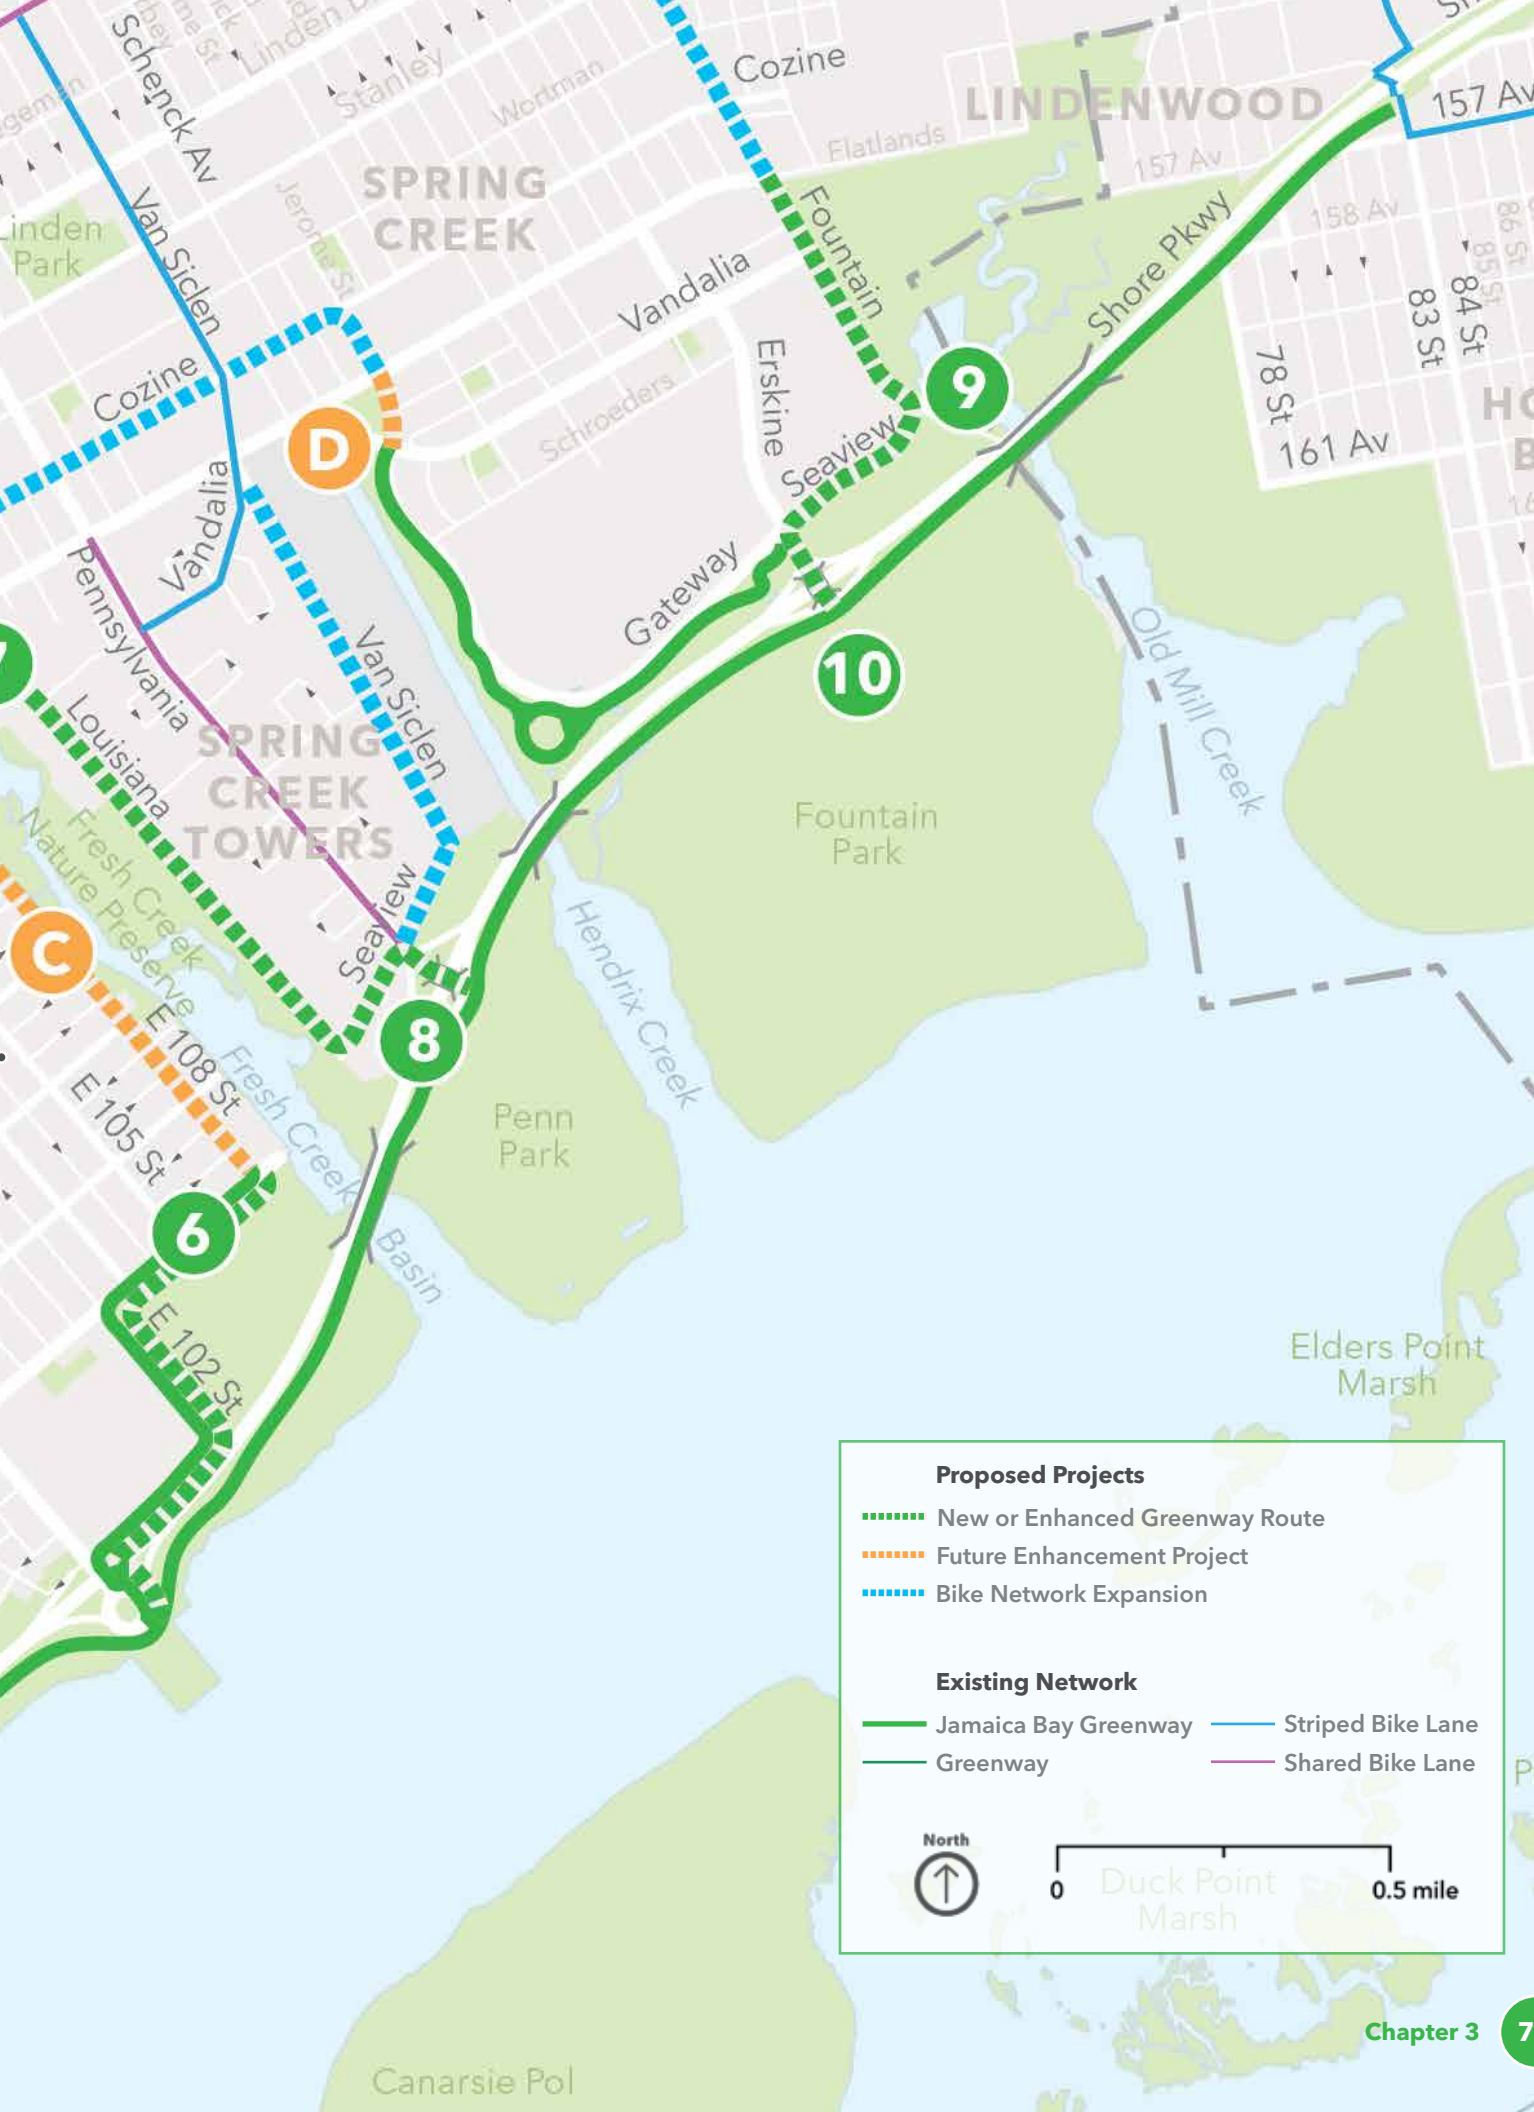 Schenck Av
Linden
Stanley
Wortman
Cozine
LINDENWOOD
157 Av
Flatlands
157 Av
SPRING
CREEK
Linden
Park
Van Siclen
Jerome St
Fountain
Shore Pkwy
158 Av
86 St
85 St
84 St
83 St
78 St
161 Av
Vandalia
Erskine
Schroeders
Cozine
D
9
Seaview
Vandalia
Gateway
Pennsylvania
Van Siclen
Old Mill Creek
10
7
Louisiana
SPRING
CREEK
TOWERS
Fountain
Park
Fresh Creek
Nature Preserve
Seaview
C
Hendrix Creek
8
E 108 St
E 105 St
Fresh Creek
Basin
Penn
Park
6
E 102 St
Elders Point
Marsh
Proposed Projects
New or Enhanced Greenway Route
Future Enhancement Project
Bike Network Expansion
Existing Network
Jamaica Bay Greenway
Striped Bike Lane
Greenway
Shared Bike Lane
North
0
0.5 mile
Duck Point
Marsh
Chapter 3
7
Canarsie Pol